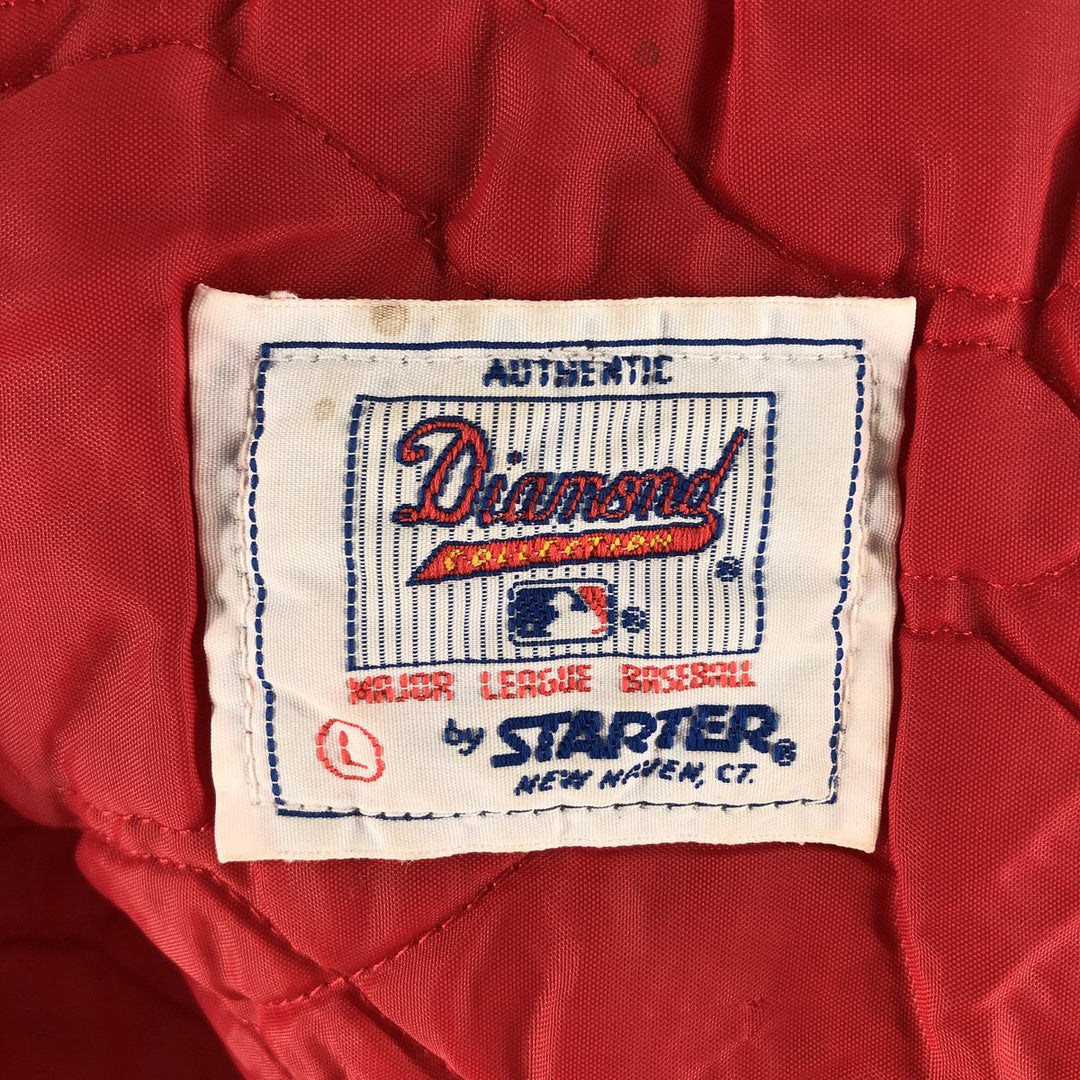 AUTHENTIC
Diamond
COLLECTION ®
®
MAJOR LEAGUE BASEBALL
L
by STARTER®
NEW HAVEN, CT.